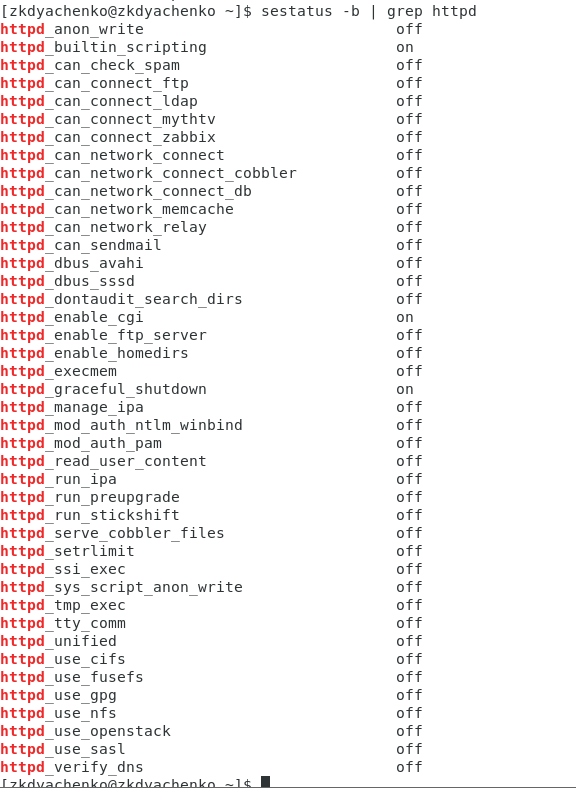 [zkdyachenko@zkdyachenko ~]$ sestatus -b | grep httpd
httpd_anon_write                            off
httpd_builtin_scripting                     on
httpd_can_check_spam                        off
httpd_can_connect_ftp                       off
httpd_can_connect_ldap                      off
httpd_can_connect_mythtv                    off
httpd_can_connect_zabbix                    off
httpd_can_network_connect                   off
httpd_can_network_connect_cobbler           off
httpd_can_network_connect_db                off
httpd_can_network_memcache                  off
httpd_can_network_relay                     off
httpd_can_sendmail                          off
httpd_dbus_avahi                            off
httpd_dbus_sssd                             off
httpd_dontaudit_search_dirs                 off
httpd_enable_cgi                            on
httpd_enable_ftp_server                     off
httpd_enable_homedirs                       off
httpd_execmem                               off
httpd_graceful_shutdown                     on
httpd_manage_ipa                            off
httpd_mod_auth_ntlm_winbind                 off
httpd_mod_auth_pam                          off
httpd_read_user_content                     off
httpd_run_ipa                               off
httpd_run_preupgrade                        off
httpd_run_stickshift                        off
httpd_serve_cobbler_files                   off
httpd_setrlimit                             off
httpd_ssi_exec                              off
httpd_sys_script_anon_write                 off
httpd_tmp_exec                              off
httpd_tty_comm                              off
httpd_unified                               off
httpd_use_cifs                              off
httpd_use_fusefs                            off
httpd_use_gpg                               off
httpd_use_nfs                               off
httpd_use_openstack                         off
httpd_use_sasl                              off
httpd_verify_dns                            off
[zkdyachenko@zkdyachenko ~]$